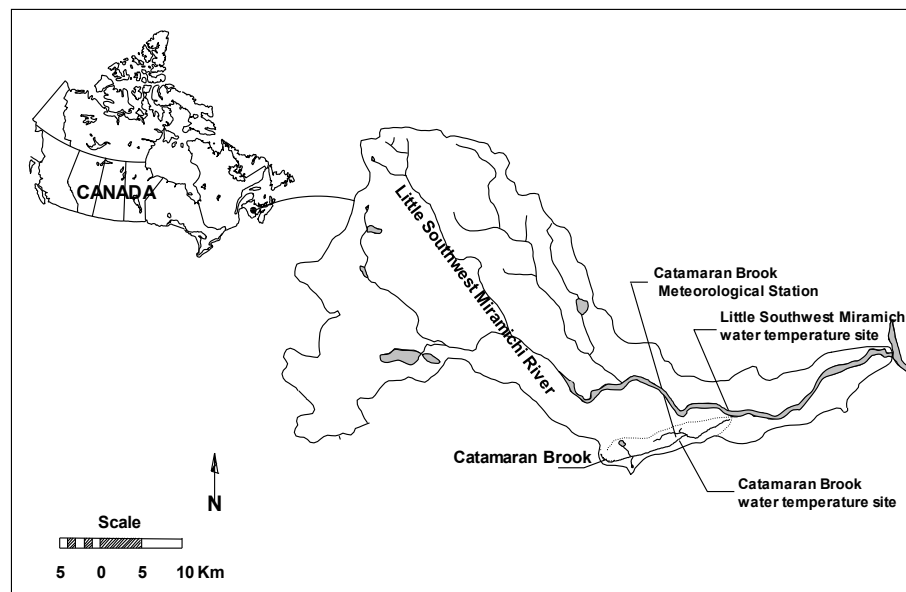 CANADA
Little Southwest Miramichi River
Catamaran Brook
Meteorological Station
Little Southwest Miramich
water temperature site
Catamaran Brook
Catamaran Brook
water temperature site
N
Scale
5 0 5 10 Km